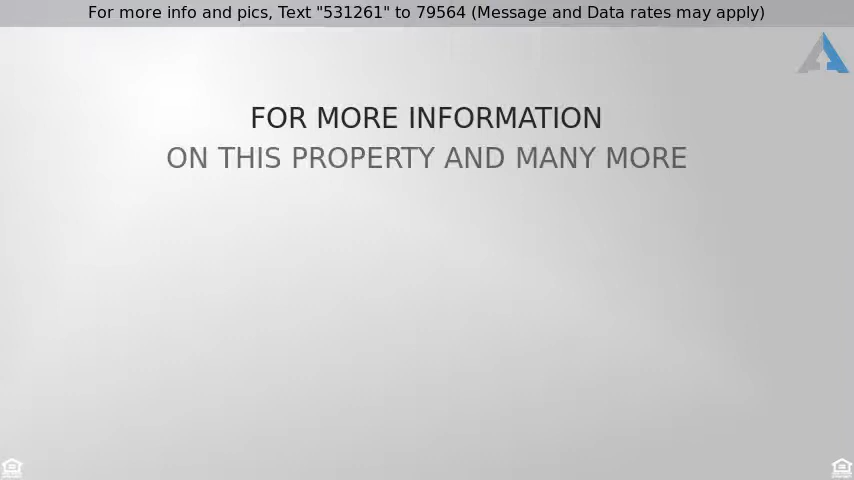 For more info and pics, Text "531261" to 79564 (Message and Data rates may apply)
FOR MORE INFORMATION
ON THIS PROPERTY AND MANY MORE